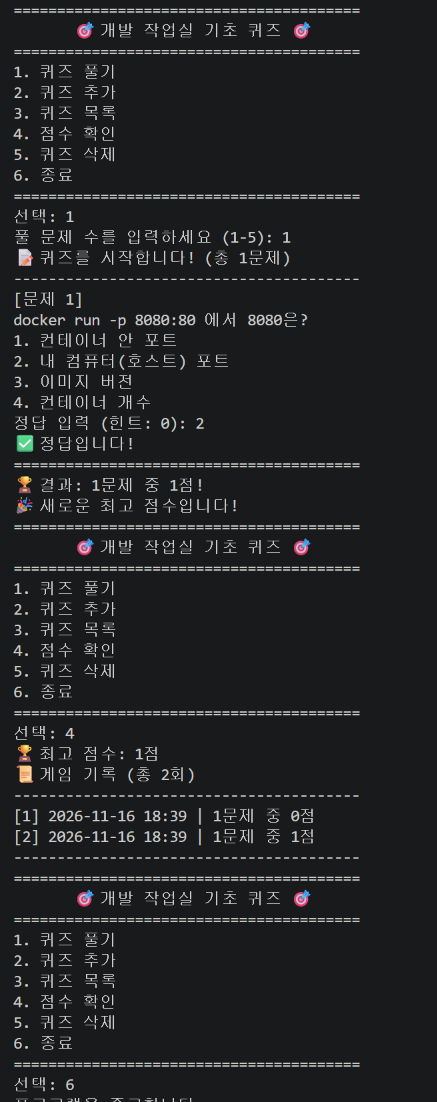 ========================================
🎯 개발 작업실 기초 퀴즈 🎯
========================================
1. 퀴즈 풀기
2. 퀴즈 추가
3. 퀴즈 목록
4. 점수 확인
5. 퀴즈 삭제
6. 종료
========================================
선택: 1
풀 문제 수를 입력하세요 (1-5): 1
📝 퀴즈를 시작합니다! (총 1문제)
----------------------------------------
[문제 1]
docker run -p 8080:80 에서 8080은?
1. 컨테이너 안 포트
2. 내 컴퓨터(호스트) 포트
3. 이미지 버전
4. 컨테이너 개수
정답 입력 (힌트: 0): 2
✅ 정답입니다!
========================================
🏆 결과: 1문제 중 1점!
🎉 새로운 최고 점수입니다!
========================================
🎯 개발 작업실 기초 퀴즈 🎯
========================================
1. 퀴즈 풀기
2. 퀴즈 추가
3. 퀴즈 목록
4. 점수 확인
5. 퀴즈 삭제
6. 종료
========================================
선택: 4
🏆 최고 점수: 1점
📜 게임 기록 (총 2회)
----------------------------------------
[1] 2026-11-16 18:39 | 1문제 중 0점
[2] 2026-11-16 18:39 | 1문제 중 1점
----------------------------------------
========================================
🎯 개발 작업실 기초 퀴즈 🎯
========================================
1. 퀴즈 풀기
2. 퀴즈 추가
3. 퀴즈 목록
4. 점수 확인
5. 퀴즈 삭제
6. 종료
========================================
선택: 6